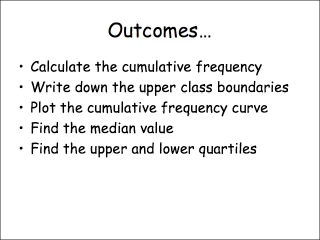 Outcomes…
• Calculate the cumulative frequency
• Write down the upper class boundaries
• Plot the cumulative frequency curve
• Find the median value
• Find the upper and lower quartiles